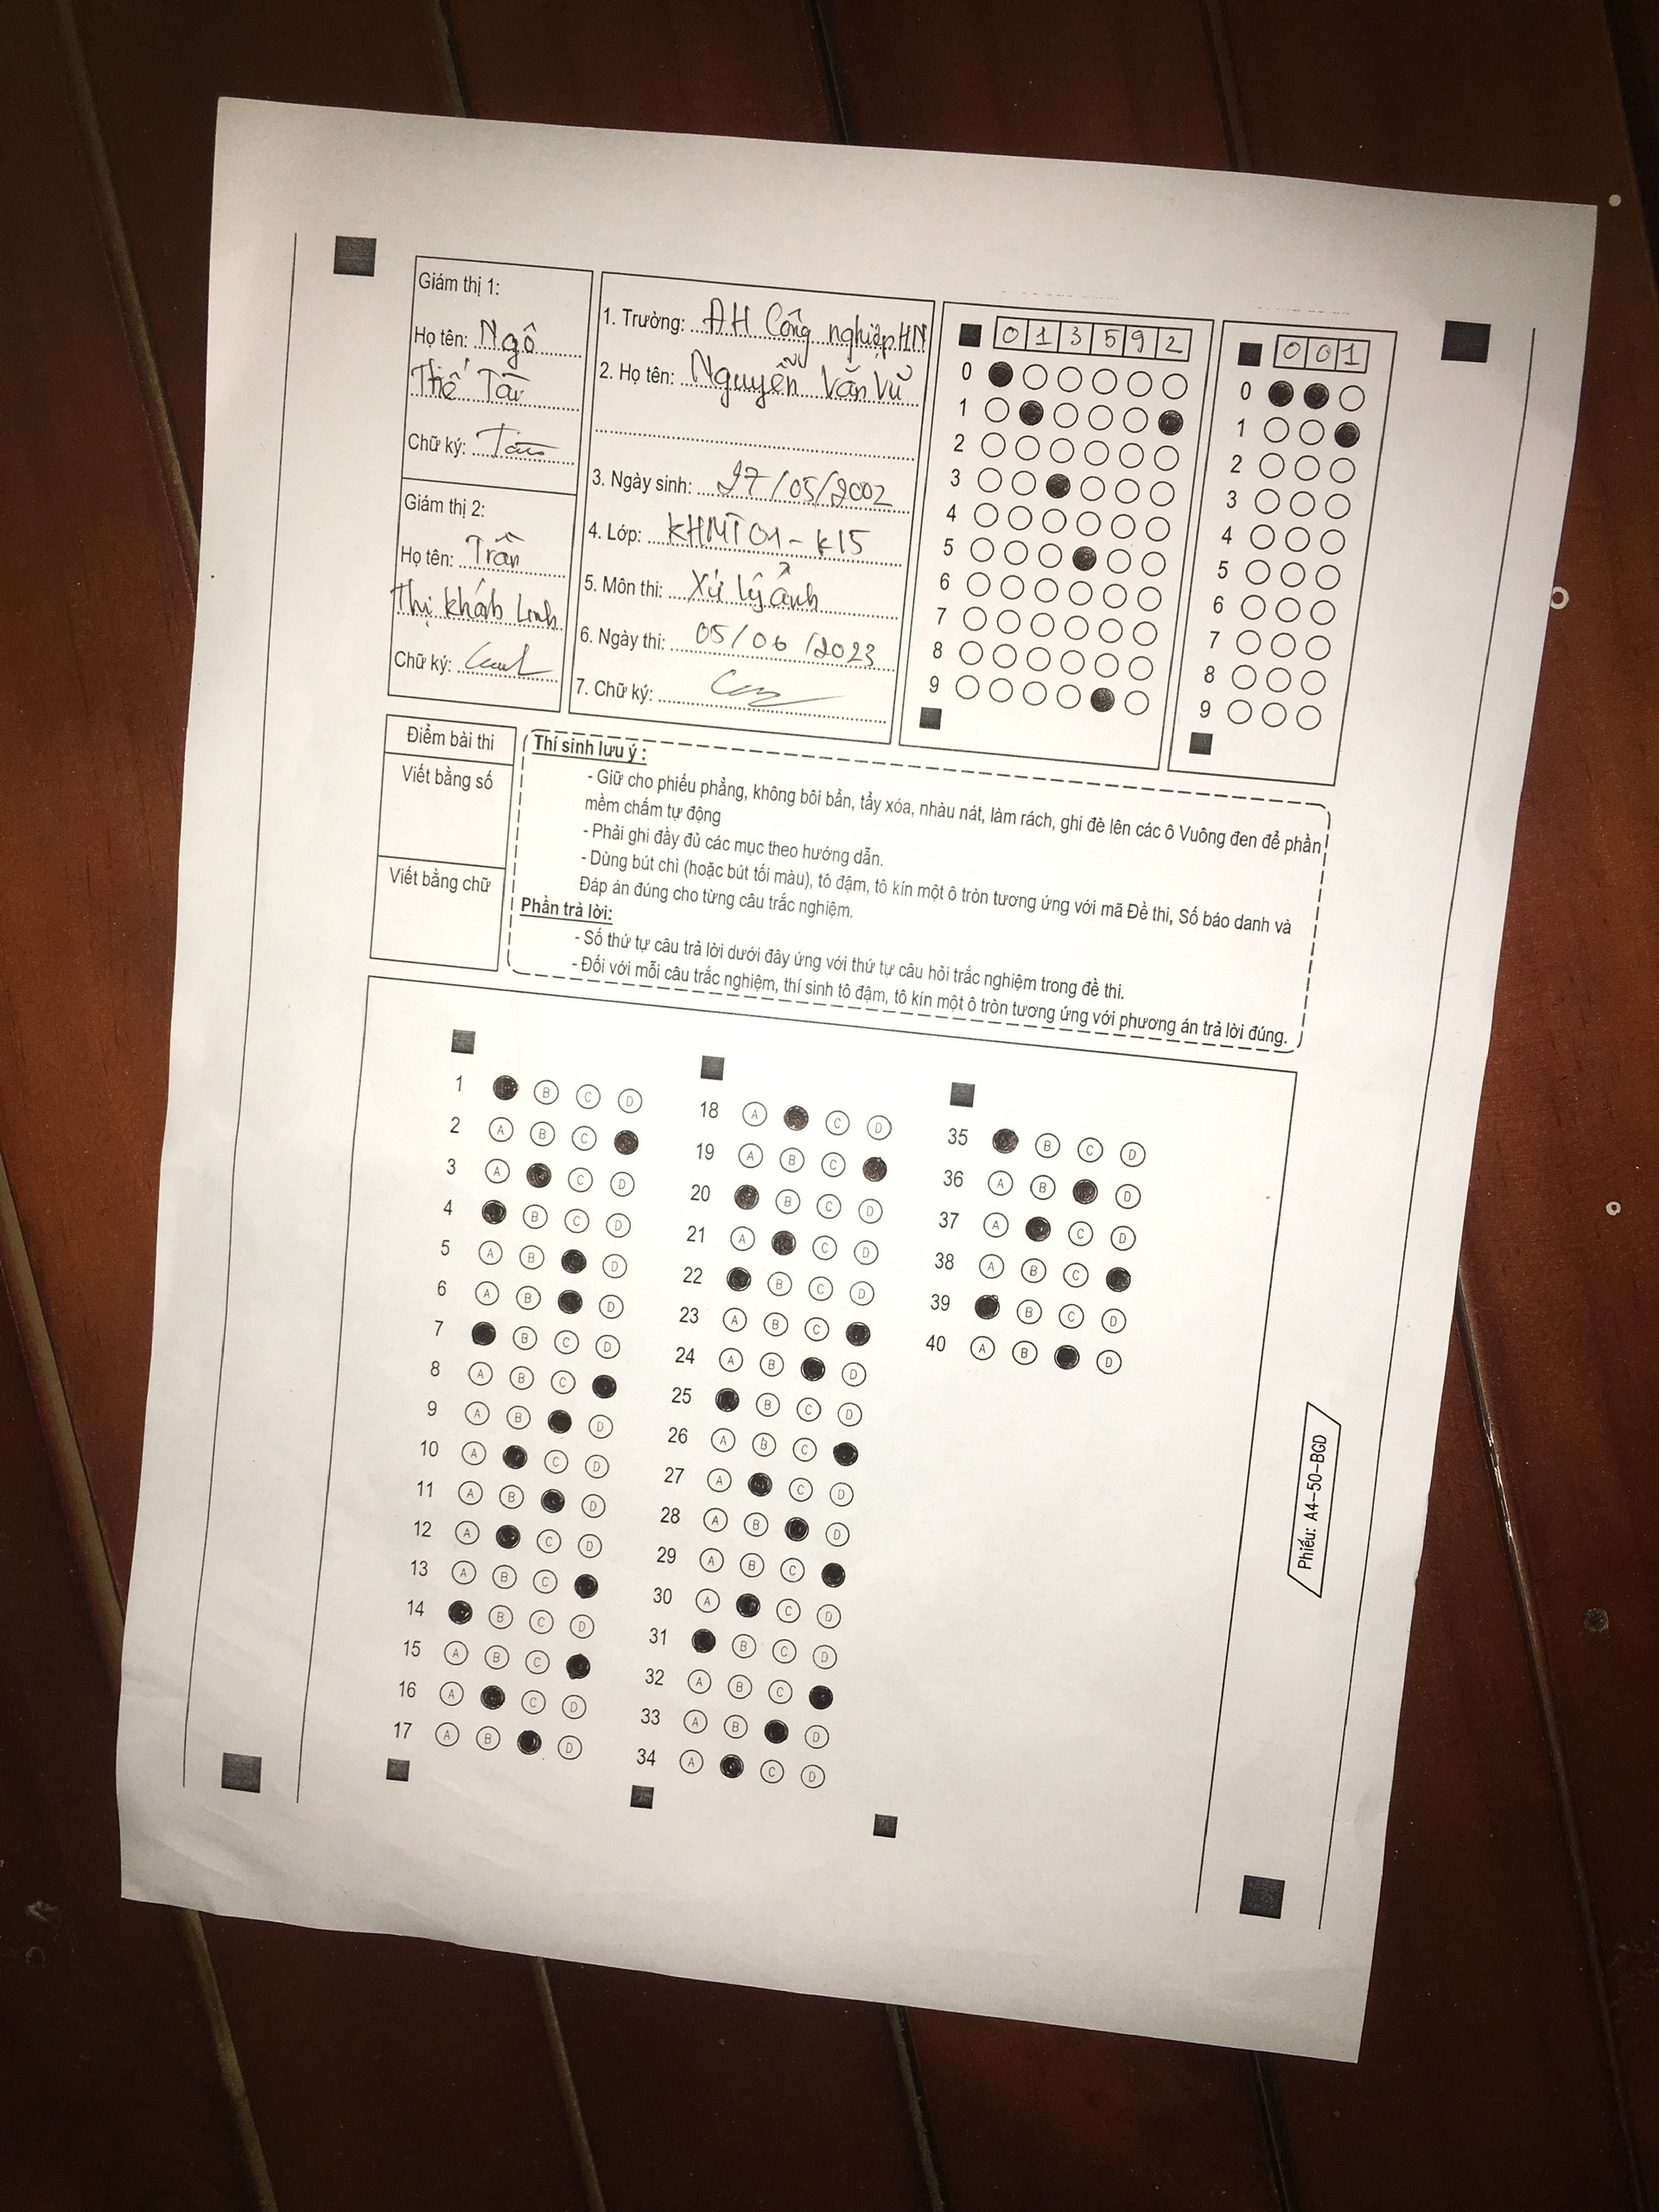 Giám thị 1:
Họ tên: Ngô
Thế Tài
Chữ ký: Tài
Giám thị 2:
Họ tên: Trần
Thị Khánh Linh
Chữ ký:
1. Trường: ĐH Công nghiệp HN
2. Họ tên: Nguyễn Văn Vũ
3. Ngày sinh: 27/05/2002
4. Lớp: KHMT01-K15
5. Môn thi: Xử lý ảnh
6. Ngày thi: 05/06/2023
7. Chữ ký:
0 1 3 5 9 2
0
1
2
3
4
5
6
7
8
9
0 0 1
0
1
2
3
4
5
6
7
8
9
Điểm bài thi
Viết bằng số
Viết bằng chữ
Thí sinh lưu ý :
- Giữ cho phiếu phẳng, không bôi bẩn, tẩy xóa, nhàu nát, làm rách, ghi đè lên các ô Vuông đen để phần
mềm chấm tự động
- Phải ghi đầy đủ các mục theo hướng dẫn.
- Dùng bút chì (hoặc bút tối màu), tô đậm, tô kín một ô tròn tương ứng với mã Đề thi, Số báo danh và
Đáp án đúng cho từng câu trắc nghiệm.
Phần trả lời:
- Số thứ tự câu trả lời dưới đây ứng với thứ tự câu hỏi trắc nghiệm trong đề thi.
- Đối với mỗi câu trắc nghiệm, thí sinh tô đậm, tô kín một ô tròn tương ứng với phương án trả lời đúng.
1 B C D
2 A B C
3 A C D
4 B C D
5 A B D
6 A B D
7 B C D
8 A B C
9 A B D
10 A C D
11 A B D
12 A C D
13 A B C
14 B C D
15 A B C
16 A C D
17 A B D
18 A C D
19 A B C
20 B C D
21 A C D
22 B C D
23 A B C
24 A B D
25 B C D
26 A B C
27 A C D
28 A B D
29 A B C
30 A C D
31 B C D
32 A B C
33 A B D
34 A C D
35 B C D
36 A B D
37 A C D
38 A B C
39 B C D
40 A B D
Phiếu: A4-50-BGD